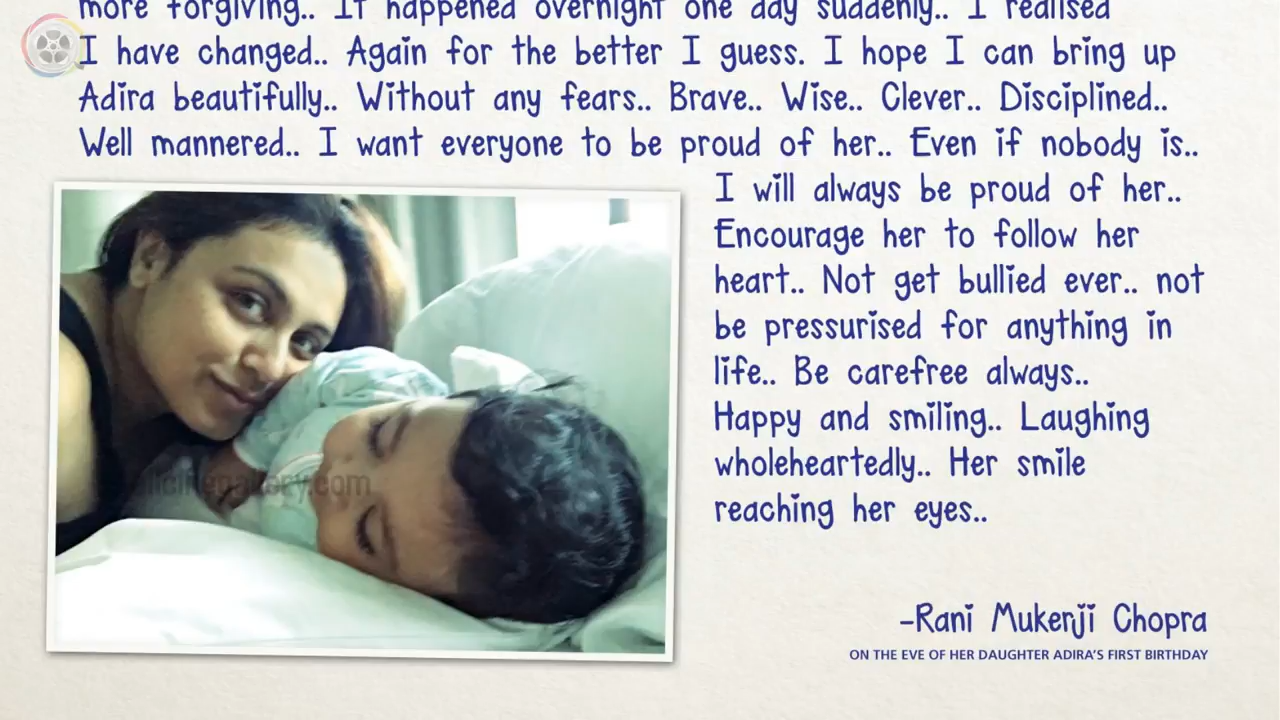 more forgiving.. It happened overnight one day suddenly.. I realised
I have changed.. Again for the better I guess. I hope I can bring up
Adira beautifully.. Without any fears.. Brave.. Wise.. Clever.. Disciplined..
Well mannered.. I want everyone to be proud of her.. Even if nobody is..
I will always be proud of her..
Encourage her to follow her
heart.. Not get bullied ever.. not
be pressurised for anything in
life.. Be carefree always..
Happy and smiling.. Laughing
wholeheartedly.. Her smile
reaching her eyes..
-Rani Mukerji Chopra
ON THE EVE OF HER DAUGHTER ADIRA'S FIRST BIRTHDAY